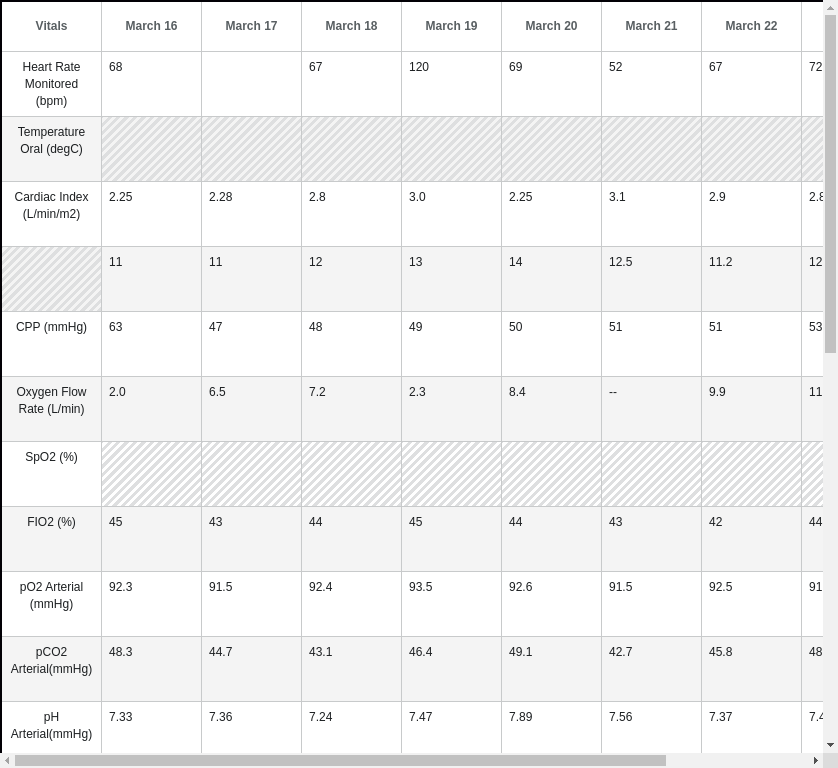 Vitals March 16 March 17 March 18 March 19 March 20 March 21 March 22
Heart Rate 68 67 120 69 52 67 72
Monitored
(bpm)
Temperature
Oral (degC)
Cardiac Index 2.25 2.28 2.8 3.0 2.25 3.1 2.9
(L/min/m2)
11 11 12 13 14 12.5 11.2 12
CPP (mmHg) 63 47 48 49 50 51 51 53
Oxygen Flow 2.0 6.5 7.2 2.3 8.4 -- 9.9 11
Rate (L/min)
SpO2 (%)
FIO2 (%) 45 43 44 45 44 43 42 44
pO2 Arterial 92.3 91.5 92.4 93.5 92.6 91.5 92.5 91
(mmHg)
pCO2 48.3 44.7 43.1 46.4 49.1 42.7 45.8 48
Arterial(mmHg)
pH 7.33 7.36 7.24 7.47 7.89 7.56 7.37
Arterial(mmHg)